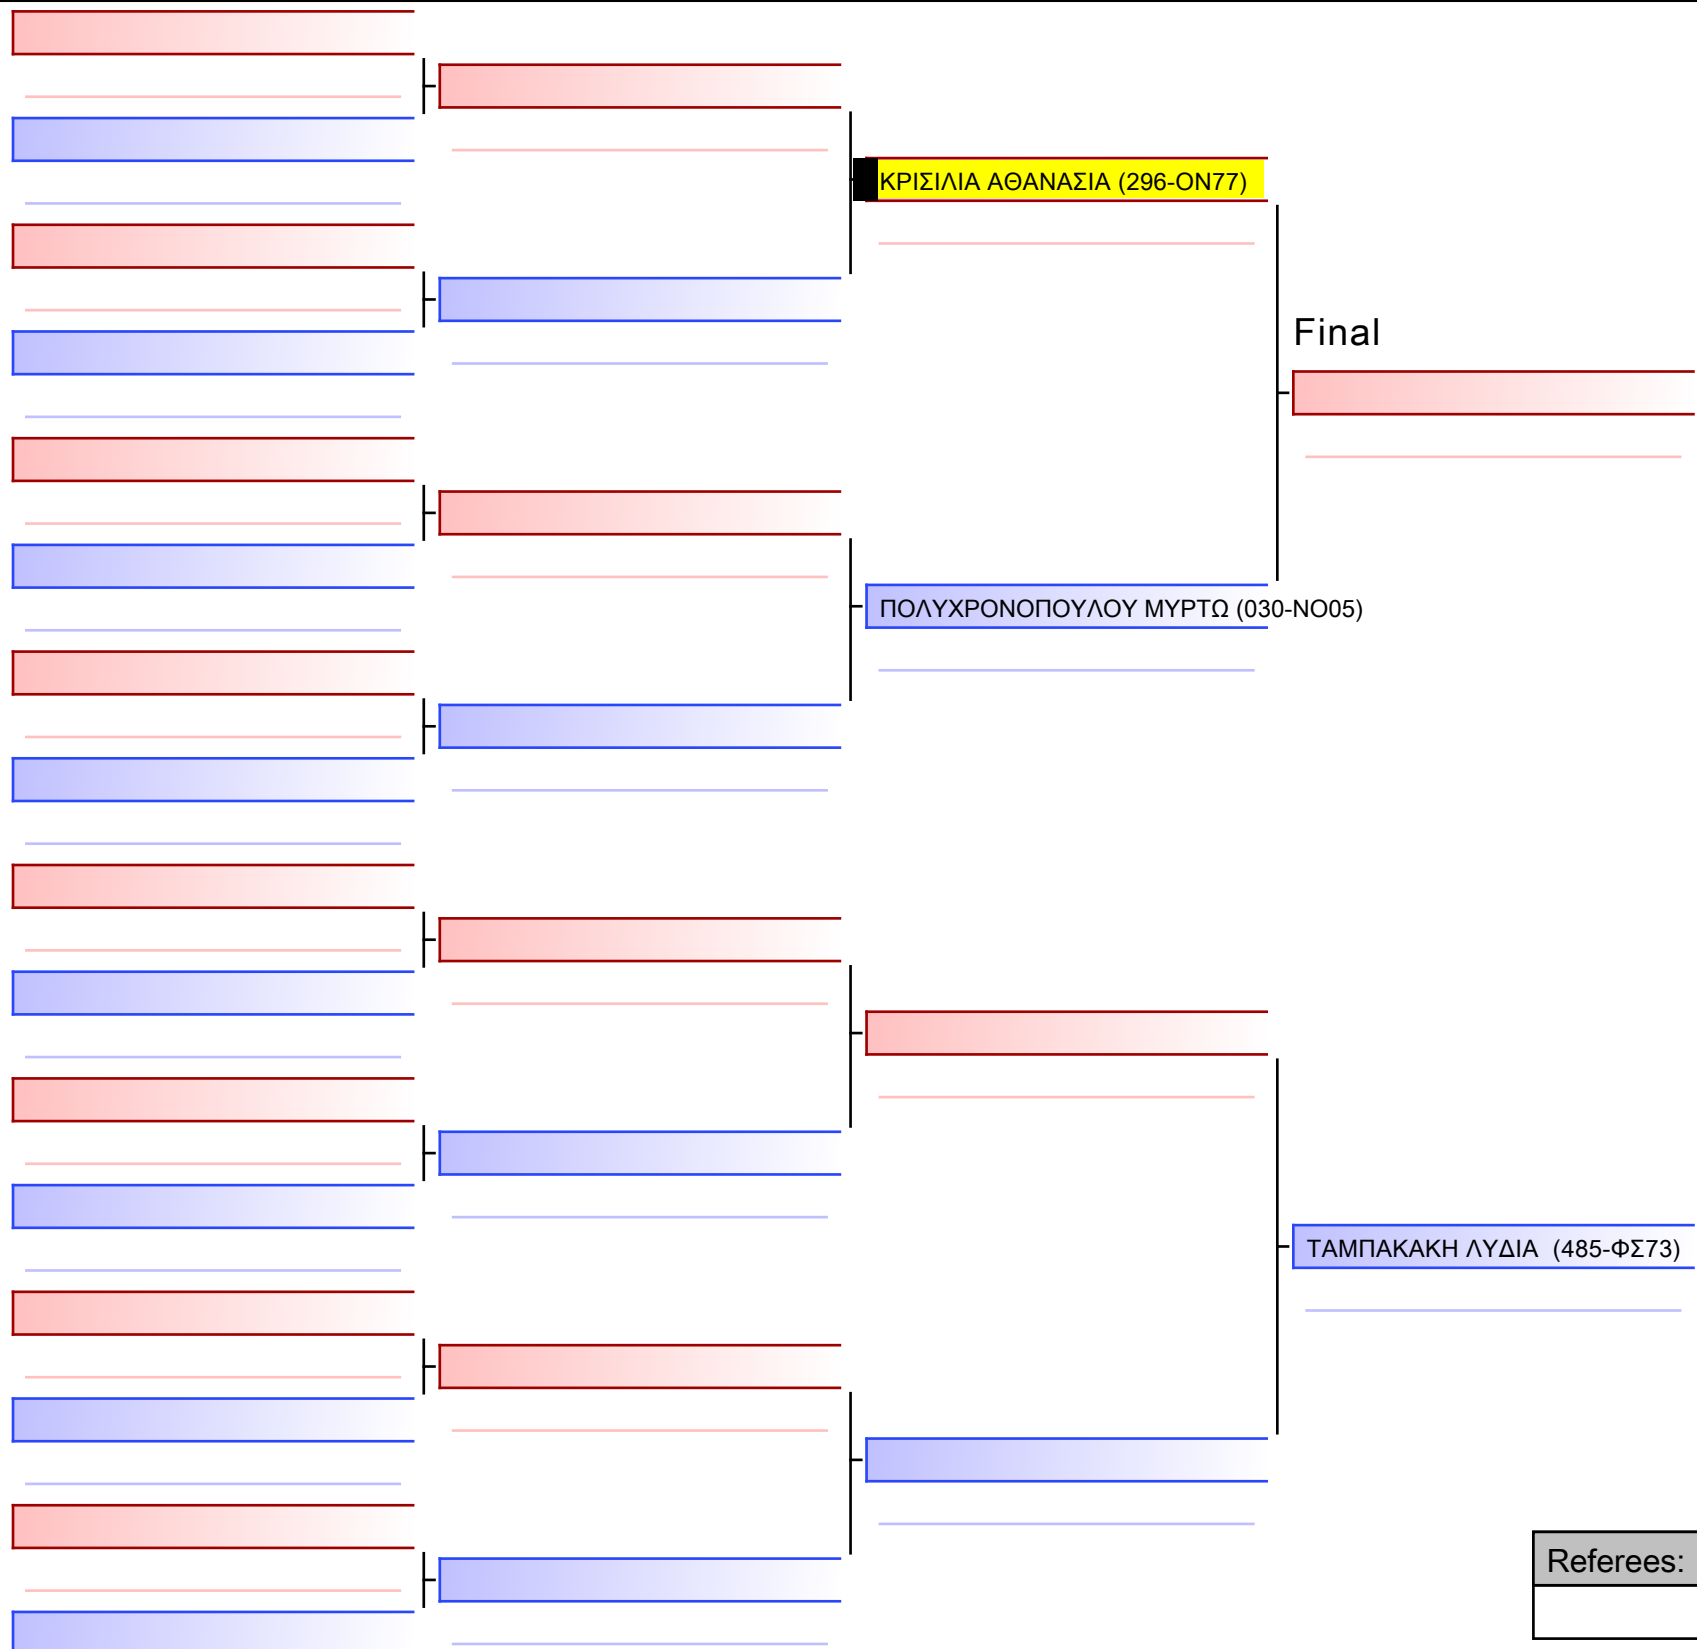 ΚΡΙΣΙΛΙΑ ΑΘΑΝΑΣΙΑ (296-ΟΝ77)
Final
ΠΟΛΥΧΡΟΝΟΠΟΥΛΟΥ ΜΥΡΤΩ (030-ΝΟ05)
ΤΑΜΠΑΚΑΚΗ ΛΥΔΙΑ (485-ΦΣ73)
Referees: